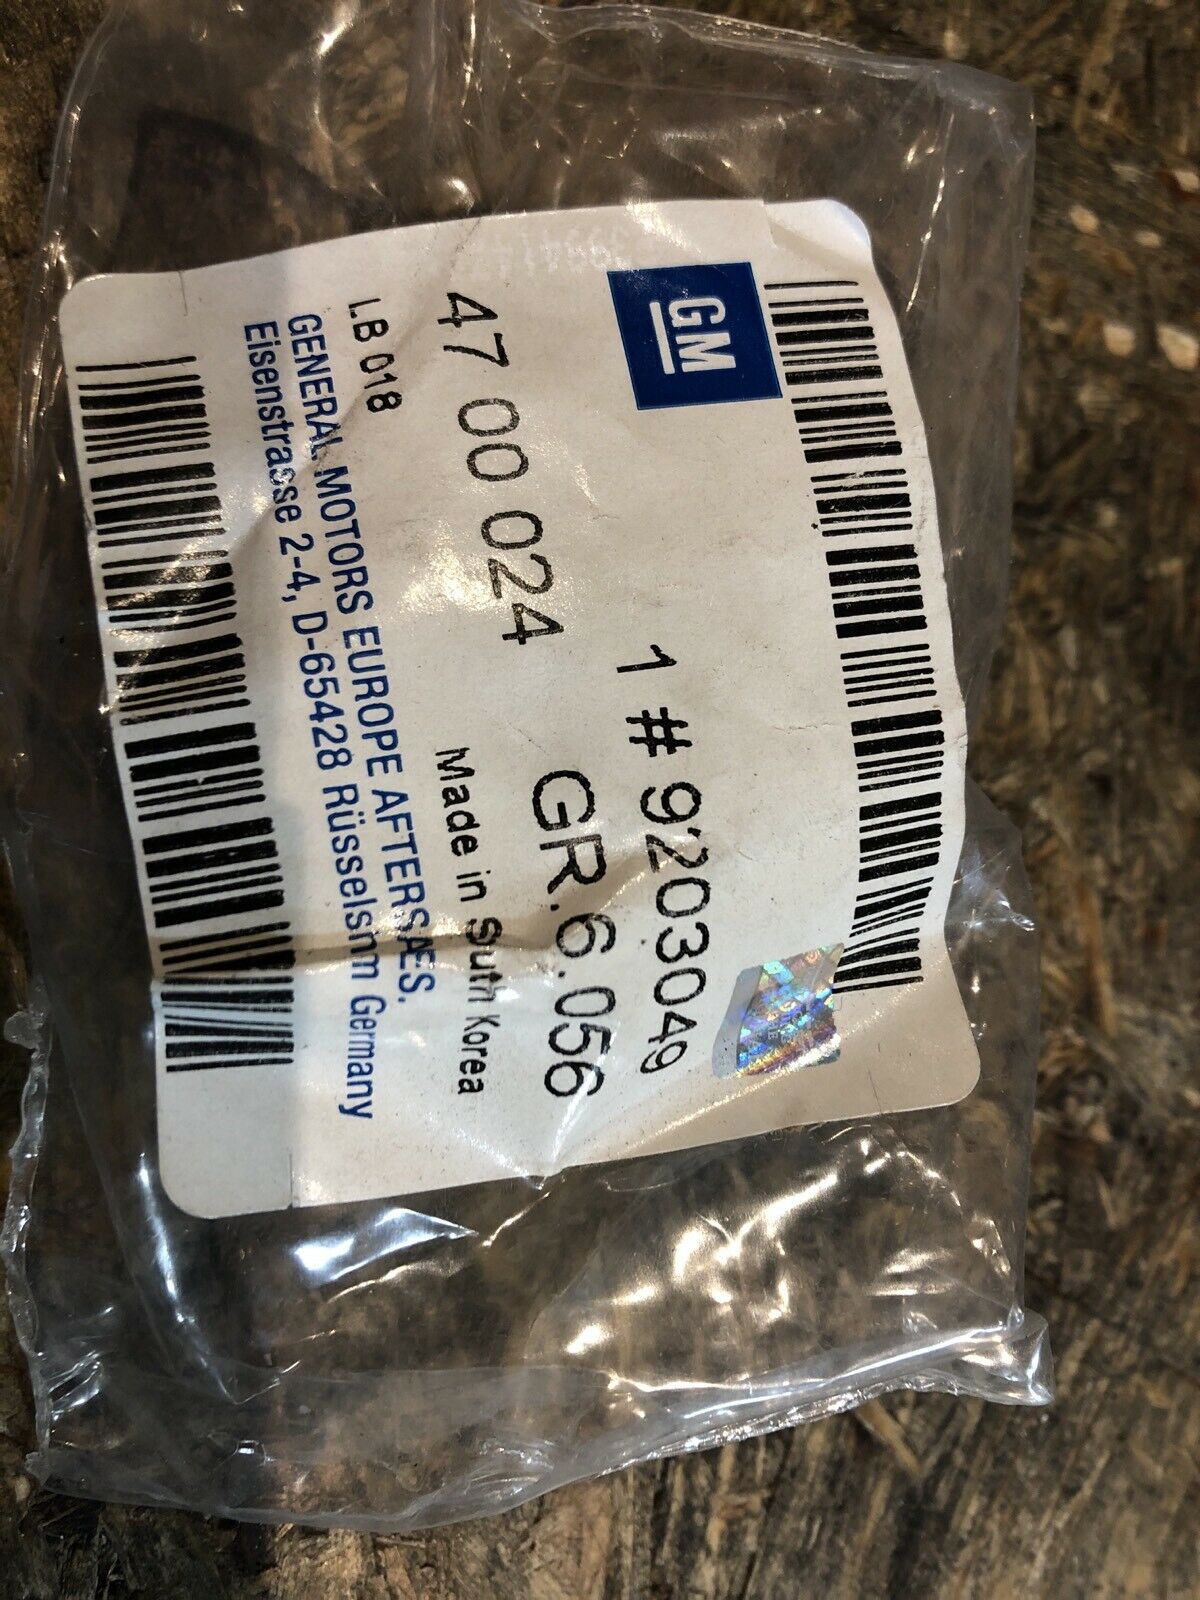 GM
1 #9203049
47 00 024 GR.6.056
LB 018 Made in South Korea
GENERAL MOTORS EUROPE AFTERSALES.
Eisenstrasse 2-4, D-65428 Rüsselsheim Germany